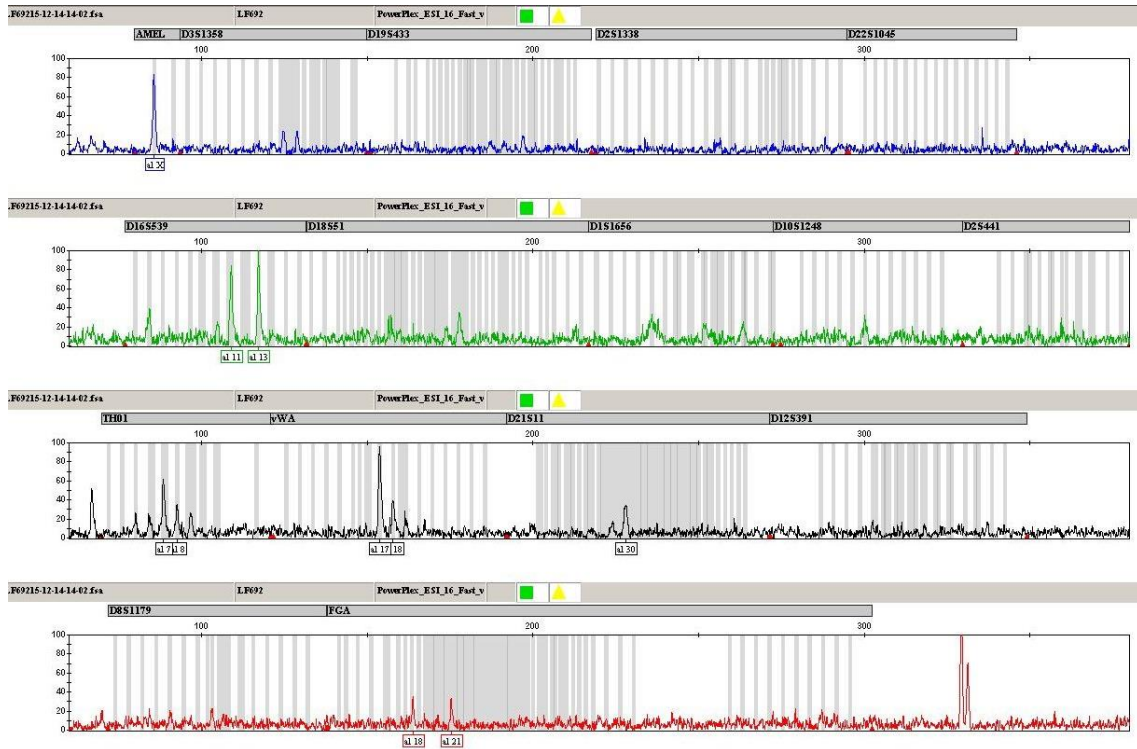 .F69215-12-14-14-02.fsa LF692 PowerPlex_ESI_16_Fast_v
AMEL D3S1358 D19S433 D2S1338 D22S1045
100 200 300
100
80
60
40
20
0
al X
.F69215-12-14-14-02.fsa LF692 PowerPlex_ESI_16_Fast_v
D16S539 D18S51 D1S1656 D10S1248 D2S441
100 200 300
100
80
60
40
20
0
al 11 al 13
.F69215-12-14-14-02.fsa LF692 PowerPlex_ESI_16_Fast_v
TH01 vWA D21S11 D12S391
100 200 300
100
80
60
40
20
0
al 7 al 8 al 17 18 al 30
.F69215-12-14-14-02.fsa LF692 PowerPlex_ESI_16_Fast_v
D8S1179 FGA
100 200 300
100
80
60
40
20
0
al 18 al 21